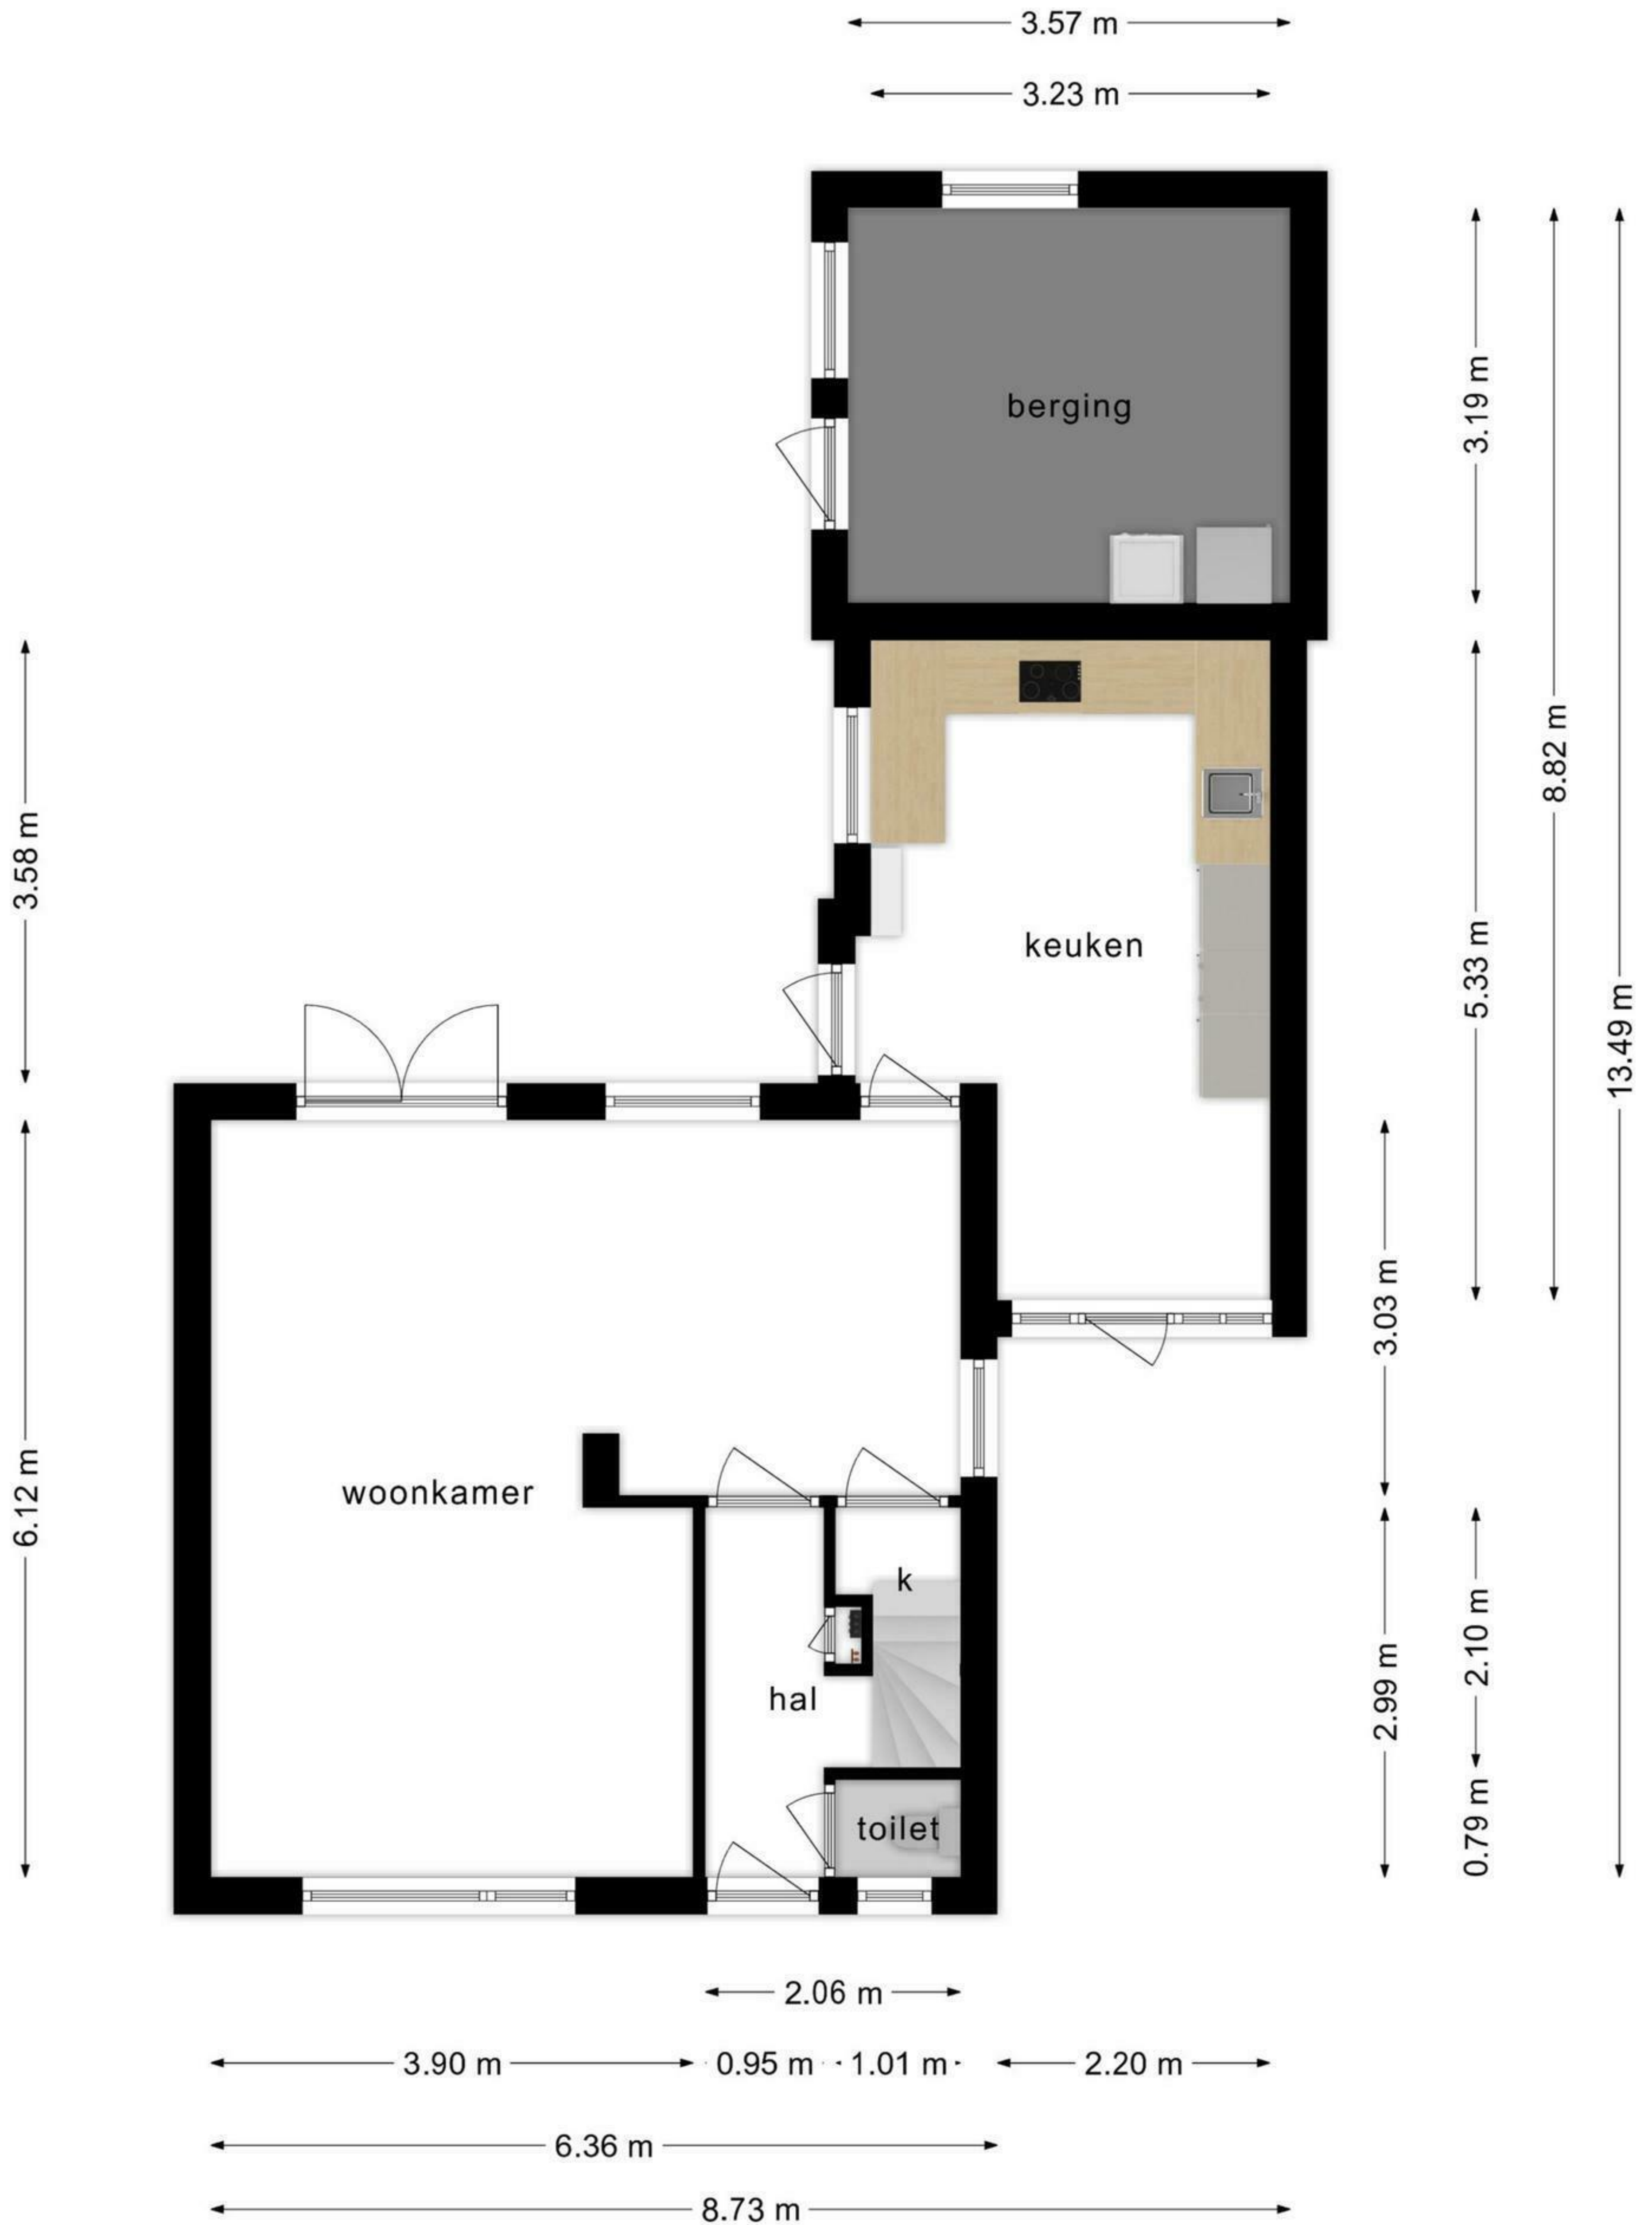 3.57 m
3.23 m
berging
3.19 m
8.82 m
3.58 m
keuken
5.33 m
13.49 m
3.03 m
woonkamer
6.12 m
k
2.10 m
hal
2.99 m
toilet
0.79 m
2.06 m
3.90 m 0.95 m 1.01 m 2.20 m
6.36 m
8.73 m